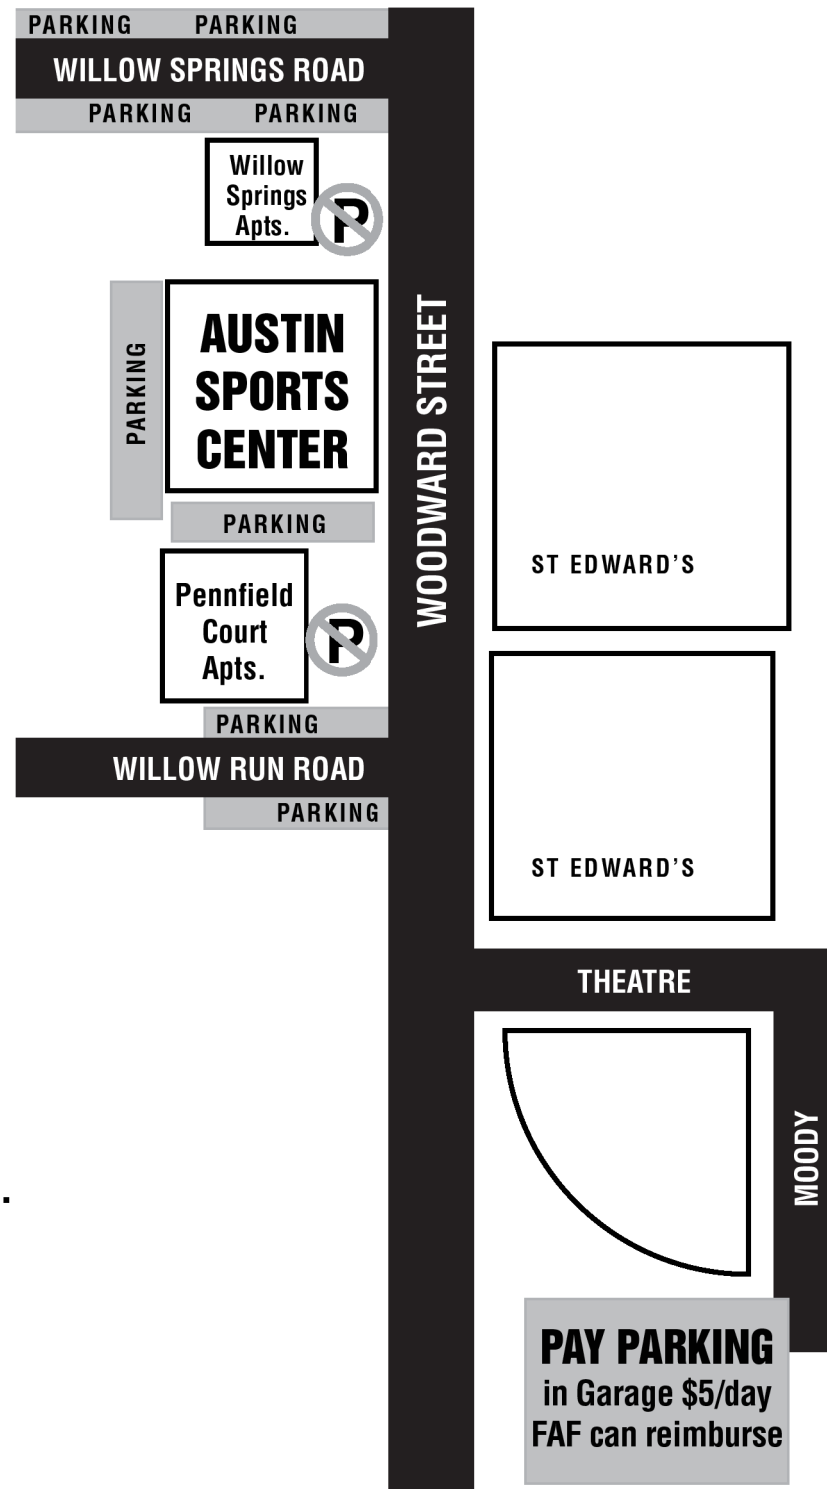 PARKING PARKING
WILLOW SPRINGS ROAD
PARKING PARKING
Willow
Springs
Apts.
P
AUSTIN
SPORTS
CENTER
PARKING
PARKING
WOODWARD STREET
ST EDWARD'S
Pennfield
Court
Apts.
P
PARKING
WILLOW RUN ROAD
PARKING
ST EDWARD'S
THEATRE
MOODY
.
PAY PARKING
in Garage $5/day
FAF can reimburse